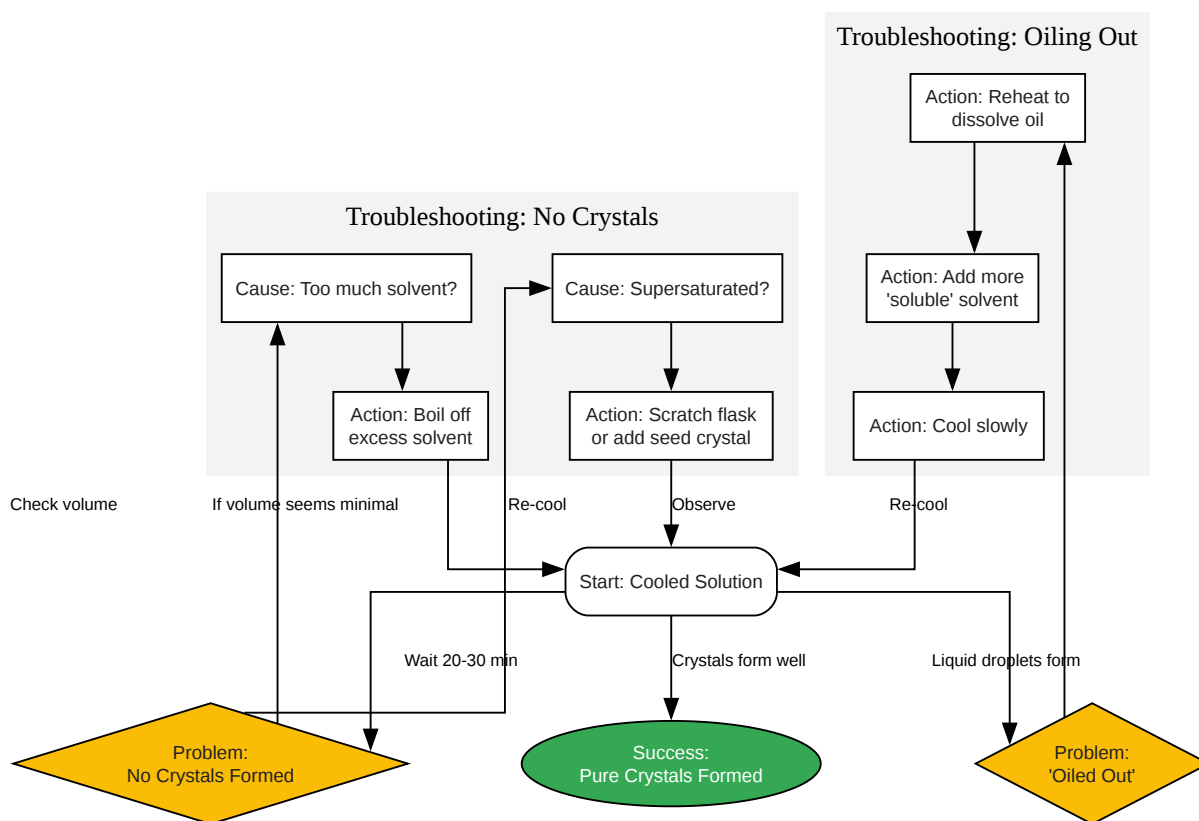 Troubleshooting: Oiling Out
Action: Reheat to
dissolve oil
Troubleshooting: No Crystals
Cause: Too much solvent?
Cause: Supersaturated?
Action: Add more
'soluble' solvent
Action: Boil off
excess solvent
Action: Scratch flask
or add seed crystal
Action: Cool slowly
Check volume
If volume seems minimal
Re-cool
Observe
Re-cool
Start: Cooled Solution
Wait 20-30 min
Crystals form well
Liquid droplets form
Problem:
No Crystals Formed
Success:
Pure Crystals Formed
Problem:
'Oiled Out'